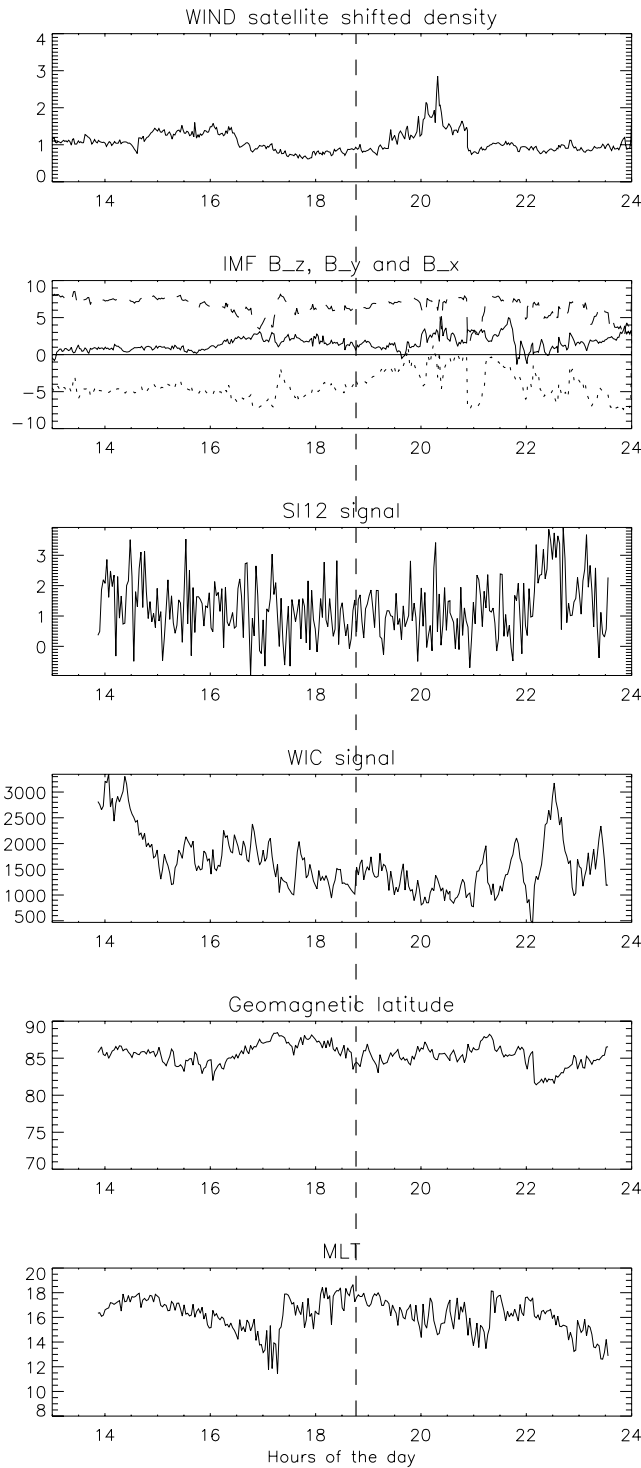 WIND satellite shifted density
4
3
2
1
0
14 16 18 20 22 24
IMF B_z, B_y and B_x
10
5
0
−5
−10
14 16 18 20 22 24
SI12 signal
3
2
1
0
14 16 18 20 22 24
WIC signal
3000
2500
2000
1500
1000
500
14 16 18 20 22 24
Geomagnetic latitude
90
85
80
75
70
14 16 18 20 22 24
MLT
20
18
16
14
12
10
8
14 16 18 20 22 24
Hours of the day